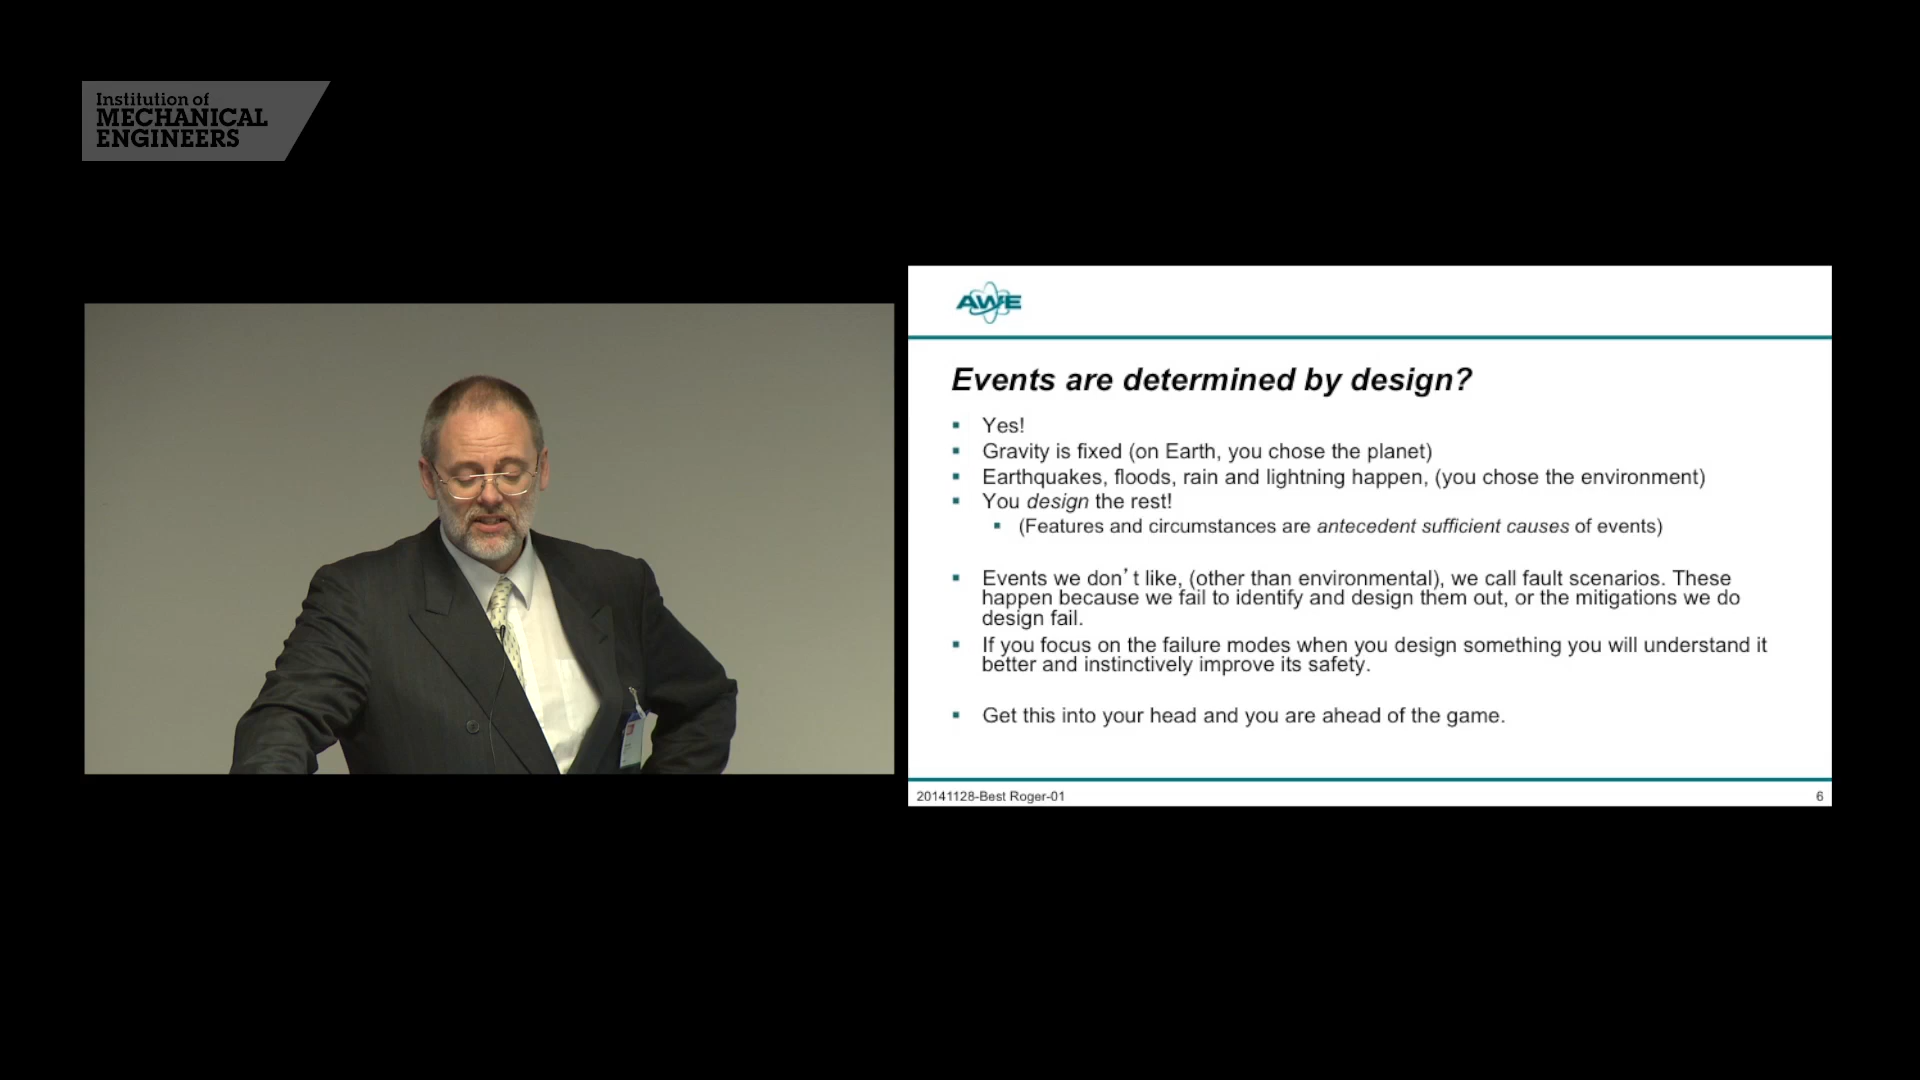 Institution of
MECHANICAL
ENGINEERS
AWE
Events are determined by design?
Yes!
Gravity is fixed (on Earth, you chose the planet)
Earthquakes, floods, rain and lightning happen, (you chose the environment)
You design the rest!
(Features and circumstances are antecedent sufficient causes of events)
Events we don't like, (other than environmental), we call fault scenarios. These
happen because we fail to identify and design them out, or the mitigations we do
design fail.
If you focus on the failure modes when you design something you will understand it
better and instinctively improve its safety.
Get this into your head and you are ahead of the game.
20141128-Best Roger-01
6